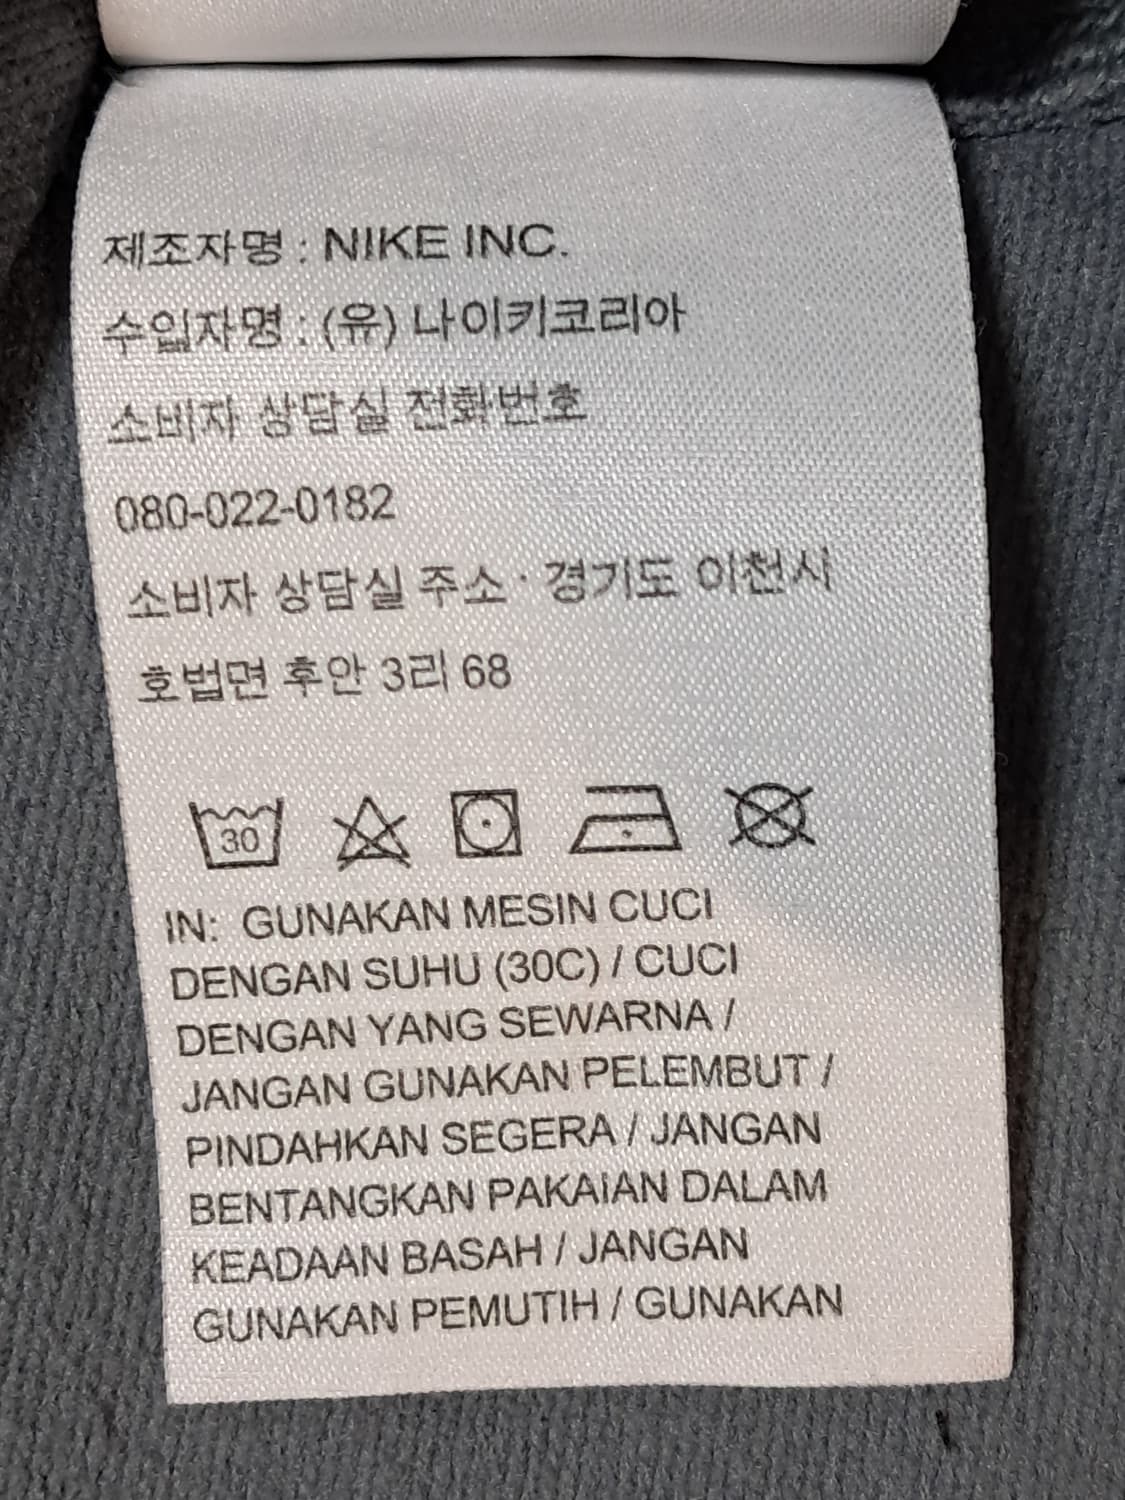 제조자명 : NIKE INC.
수입자명 : (유) 나이키코리아
소비자 상담실 전화번호
080-022-0182
소비자 상담실 주소 · 경기도 이천시
호법면 후안 3리 68
30
IN: GUNAKAN MESIN CUCI
DENGAN SUHU (30C) / CUCI
DENGAN YANG SEWARNA /
JANGAN GUNAKAN PELEMBUT /
PINDAHKAN SEGERA / JANGAN
BENTANGKAN PAKAIAN DALAM
KEADAAN BASAH / JANGAN
GUNAKAN PEMUTIH / GUNAKAN